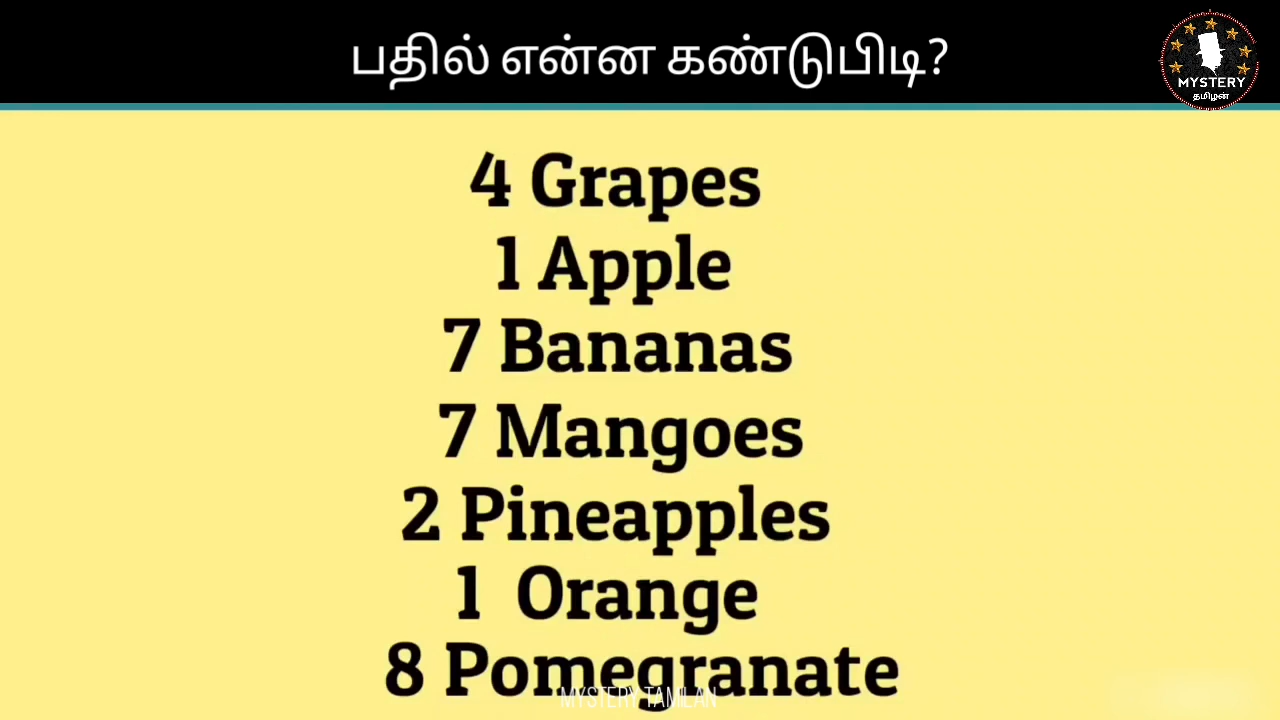 பதில் என்ன கண்டுபிடி?
MYSTERY
தமிழன்
4 Grapes
1 Apple
7 Bananas
7 Mangoes
2 Pineapples
1 Orange
8 Pomegranate
MYSTERY TAMILAN